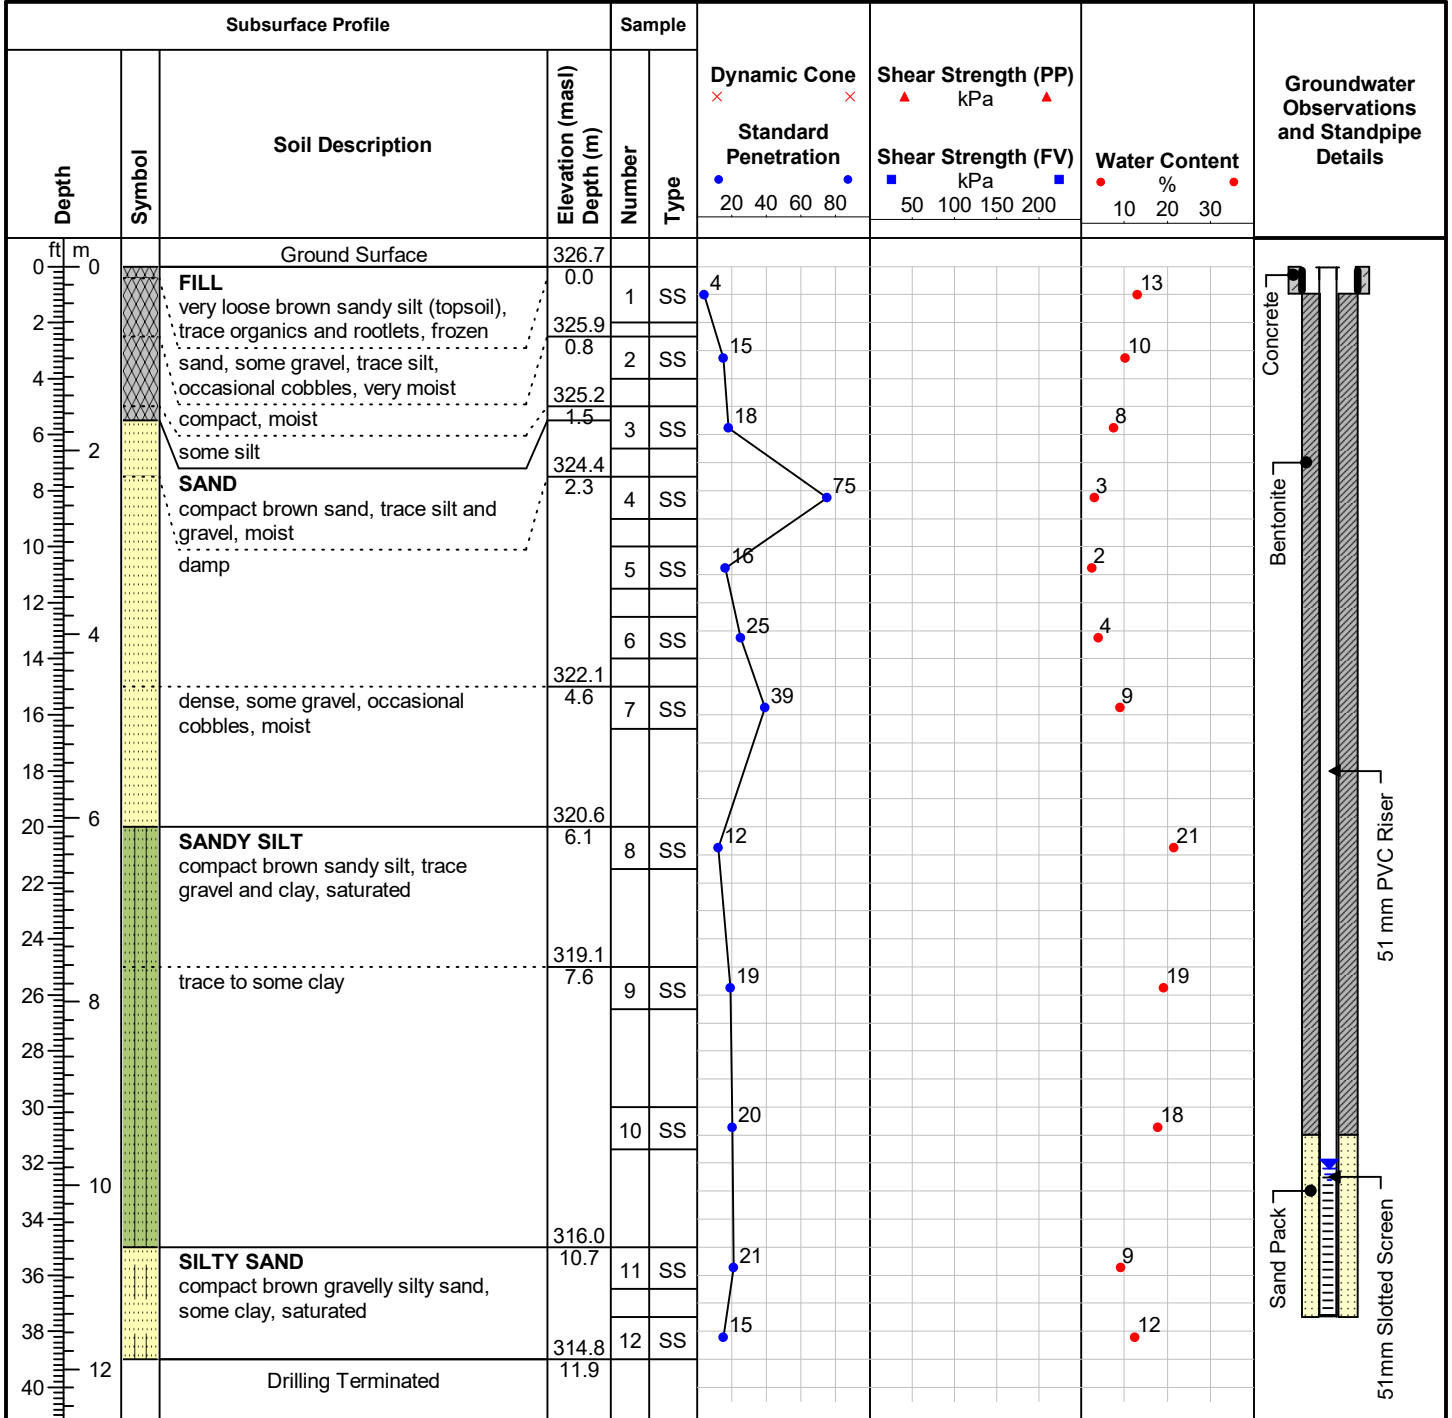 Subsurface Profile
Sample
Depth
Symbol
Soil Description
Elevation (masl)
Depth (m)
Number
Type
Dynamic Cone
Standard
Penetration
20 40 60 80
Shear Strength (PP)
kPa
Shear Strength (FV)
kPa
50 100 150 200
Water Content
%
10 20 30
Groundwater
Observations
and Standpipe
Details
ft m
Ground Surface
326.7
0 0
0.0
FILL
very loose brown sandy silt (topsoil),
trace organics and rootlets, frozen
1 SS
4
13
2
325.9
0.8
sand, some gravel, trace silt,
occasional cobbles, very moist
2 SS
15
10
4
325.2
1.5
compact, moist
3 SS
18
8
6
2
some silt
324.4
2.3
SAND
compact brown sand, trace silt and
gravel, moist
4 SS
75
3
8
10
damp
5 SS
16
2
12
4
6 SS
25
4
14
322.1
4.6
dense, some gravel, occasional
cobbles, moist
7 SS
39
9
16
18
320.6
6
20
6.1
SANDY SILT
compact brown sandy silt, trace
gravel and clay, saturated
8 SS
12
21
22
24
319.1
7.6
trace to some clay
9 SS
19
19
26
8
28
30
10 SS
20
18
32
10
34
316.0
10.7
SILTY SAND
compact brown gravelly silty sand,
some clay, saturated
11 SS
21
9
36
38
12 SS
15
12
314.8
11.9
12
Drilling Terminated
40
Concrete
Bentonite
51 mm PVC Riser
Sand Pack
51mm Slotted Screen